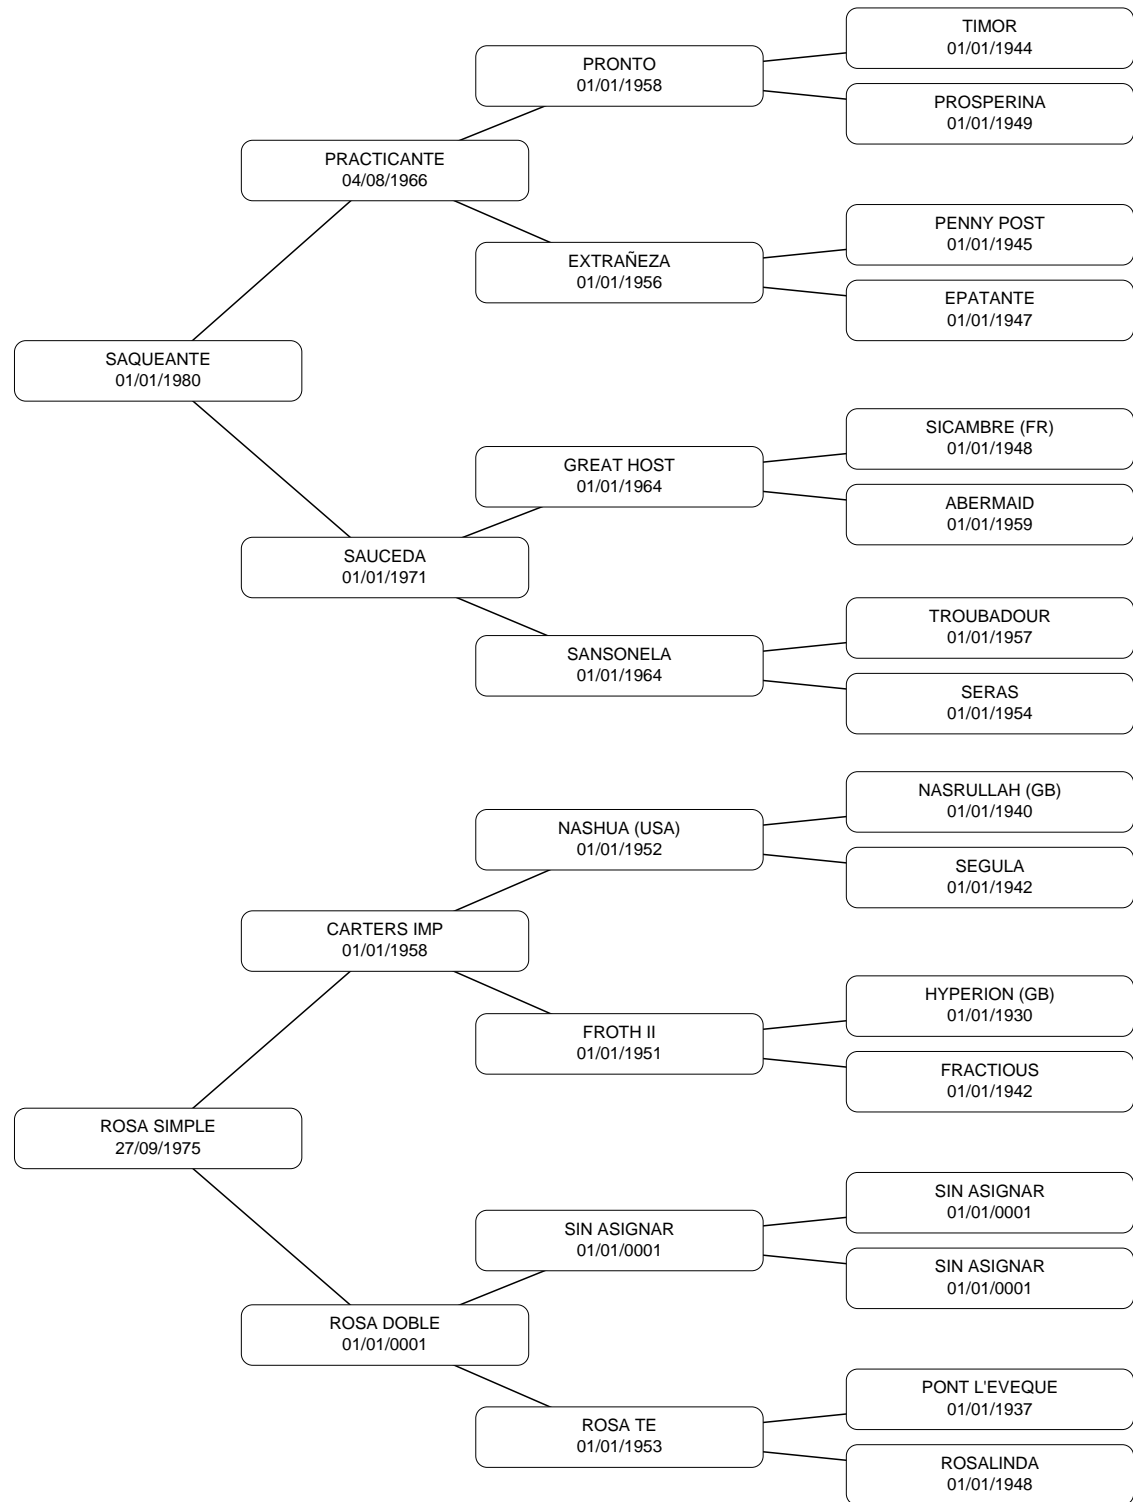 TIMOR
01/01/1944
PRONTO
01/01/1958
PROSPERINA
01/01/1949
PRACTICANTE
04/08/1966
PENNY POST
01/01/1945
EXTRAÑEZA
01/01/1956
EPATANTE
01/01/1947
SAQUEANTE
01/01/1980
SICAMBRE (FR)
01/01/1948
GREAT HOST
01/01/1964
ABERMAID
01/01/1959
SAUCEDA
01/01/1971
TROUBADOUR
01/01/1957
SANSONELA
01/01/1964
SERAS
01/01/1954
NASRULLAH (GB)
01/01/1940
NASHUA (USA)
01/01/1952
SEGULA
01/01/1942
CARTERS IMP
01/01/1958
HYPERION (GB)
01/01/1930
FROTH II
01/01/1951
FRACTIOUS
01/01/1942
ROSA SIMPLE
27/09/1975
SIN ASIGNAR
01/01/0001
SIN ASIGNAR
01/01/0001
SIN ASIGNAR
01/01/0001
ROSA DOBLE
01/01/0001
PONT L'EVEQUE
01/01/1937
ROSA TE
01/01/1953
ROSALINDA
01/01/1948